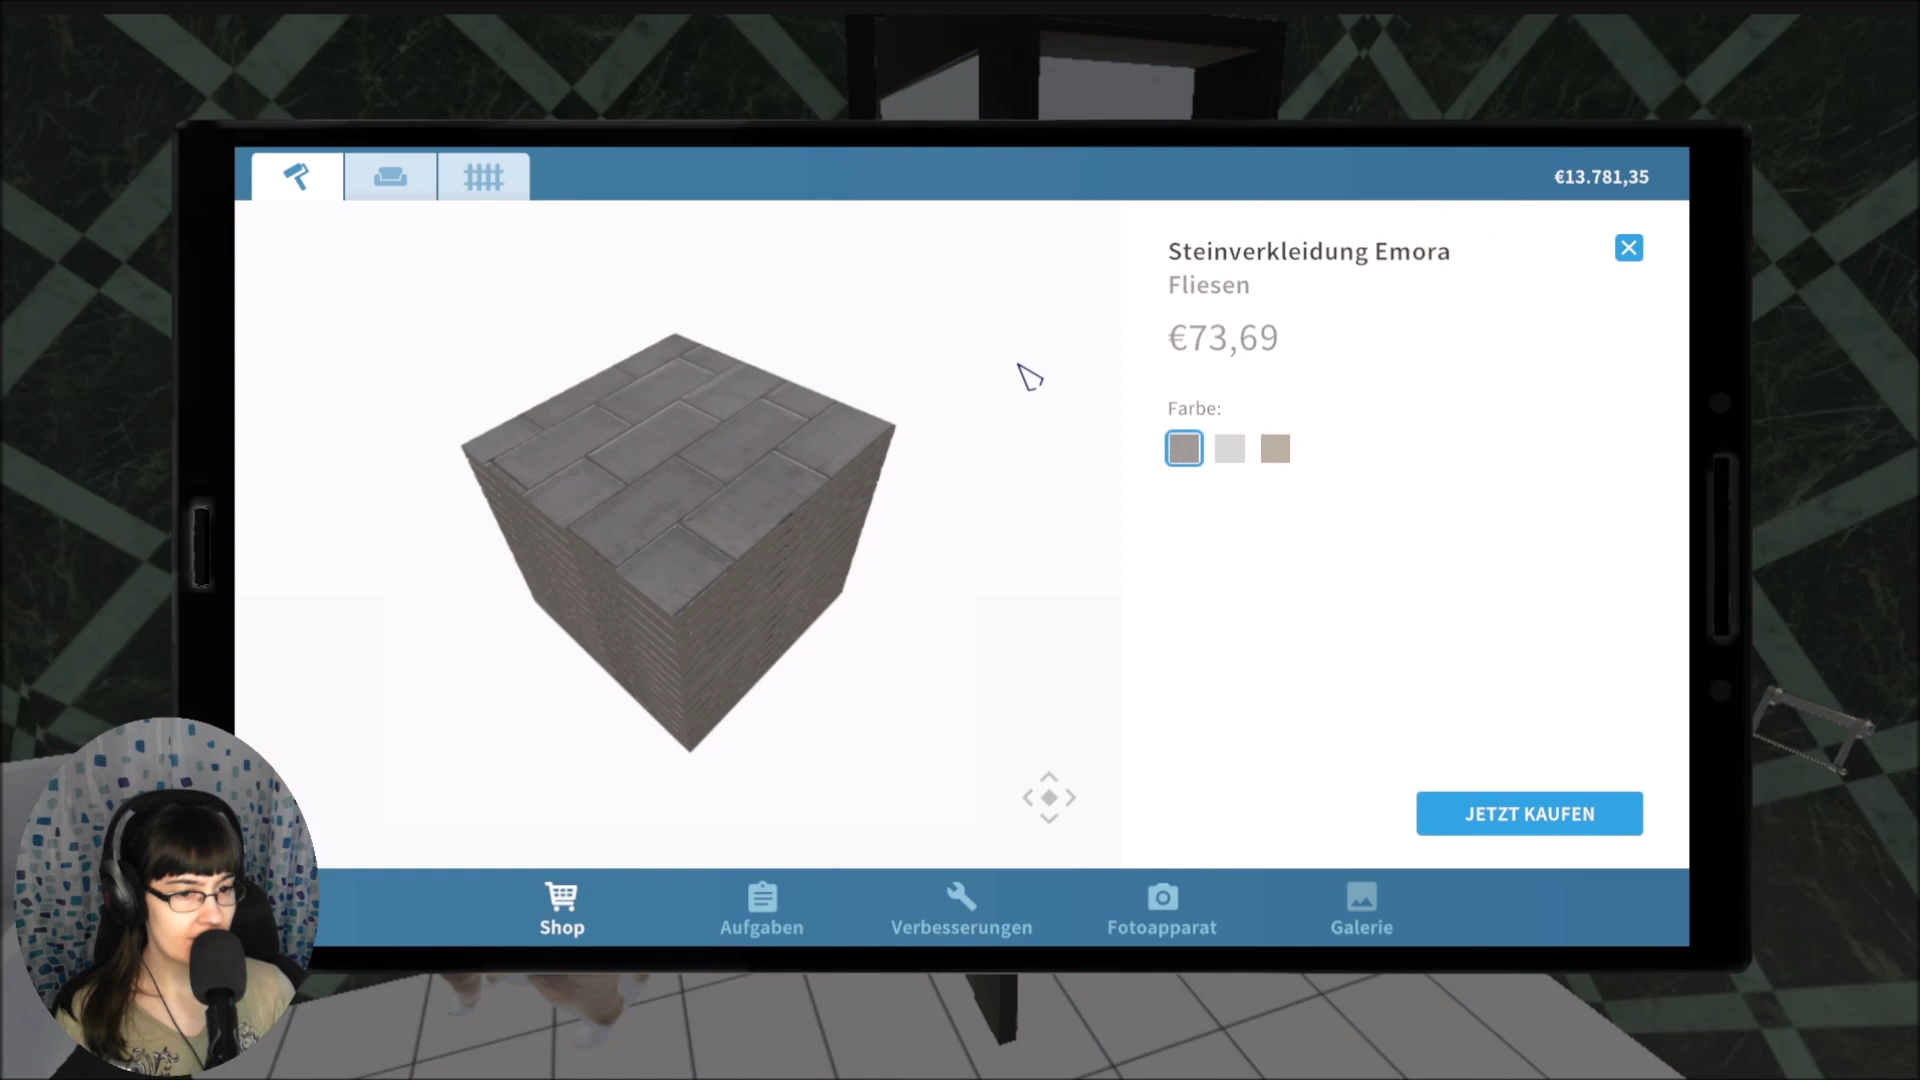 €13.781,35
Steinverkleidung Emora
Fliesen
€73,69
Farbe:
JETZT KAUFEN
Shop
Aufgaben
Verbesserungen
Fotoapparat
Galerie